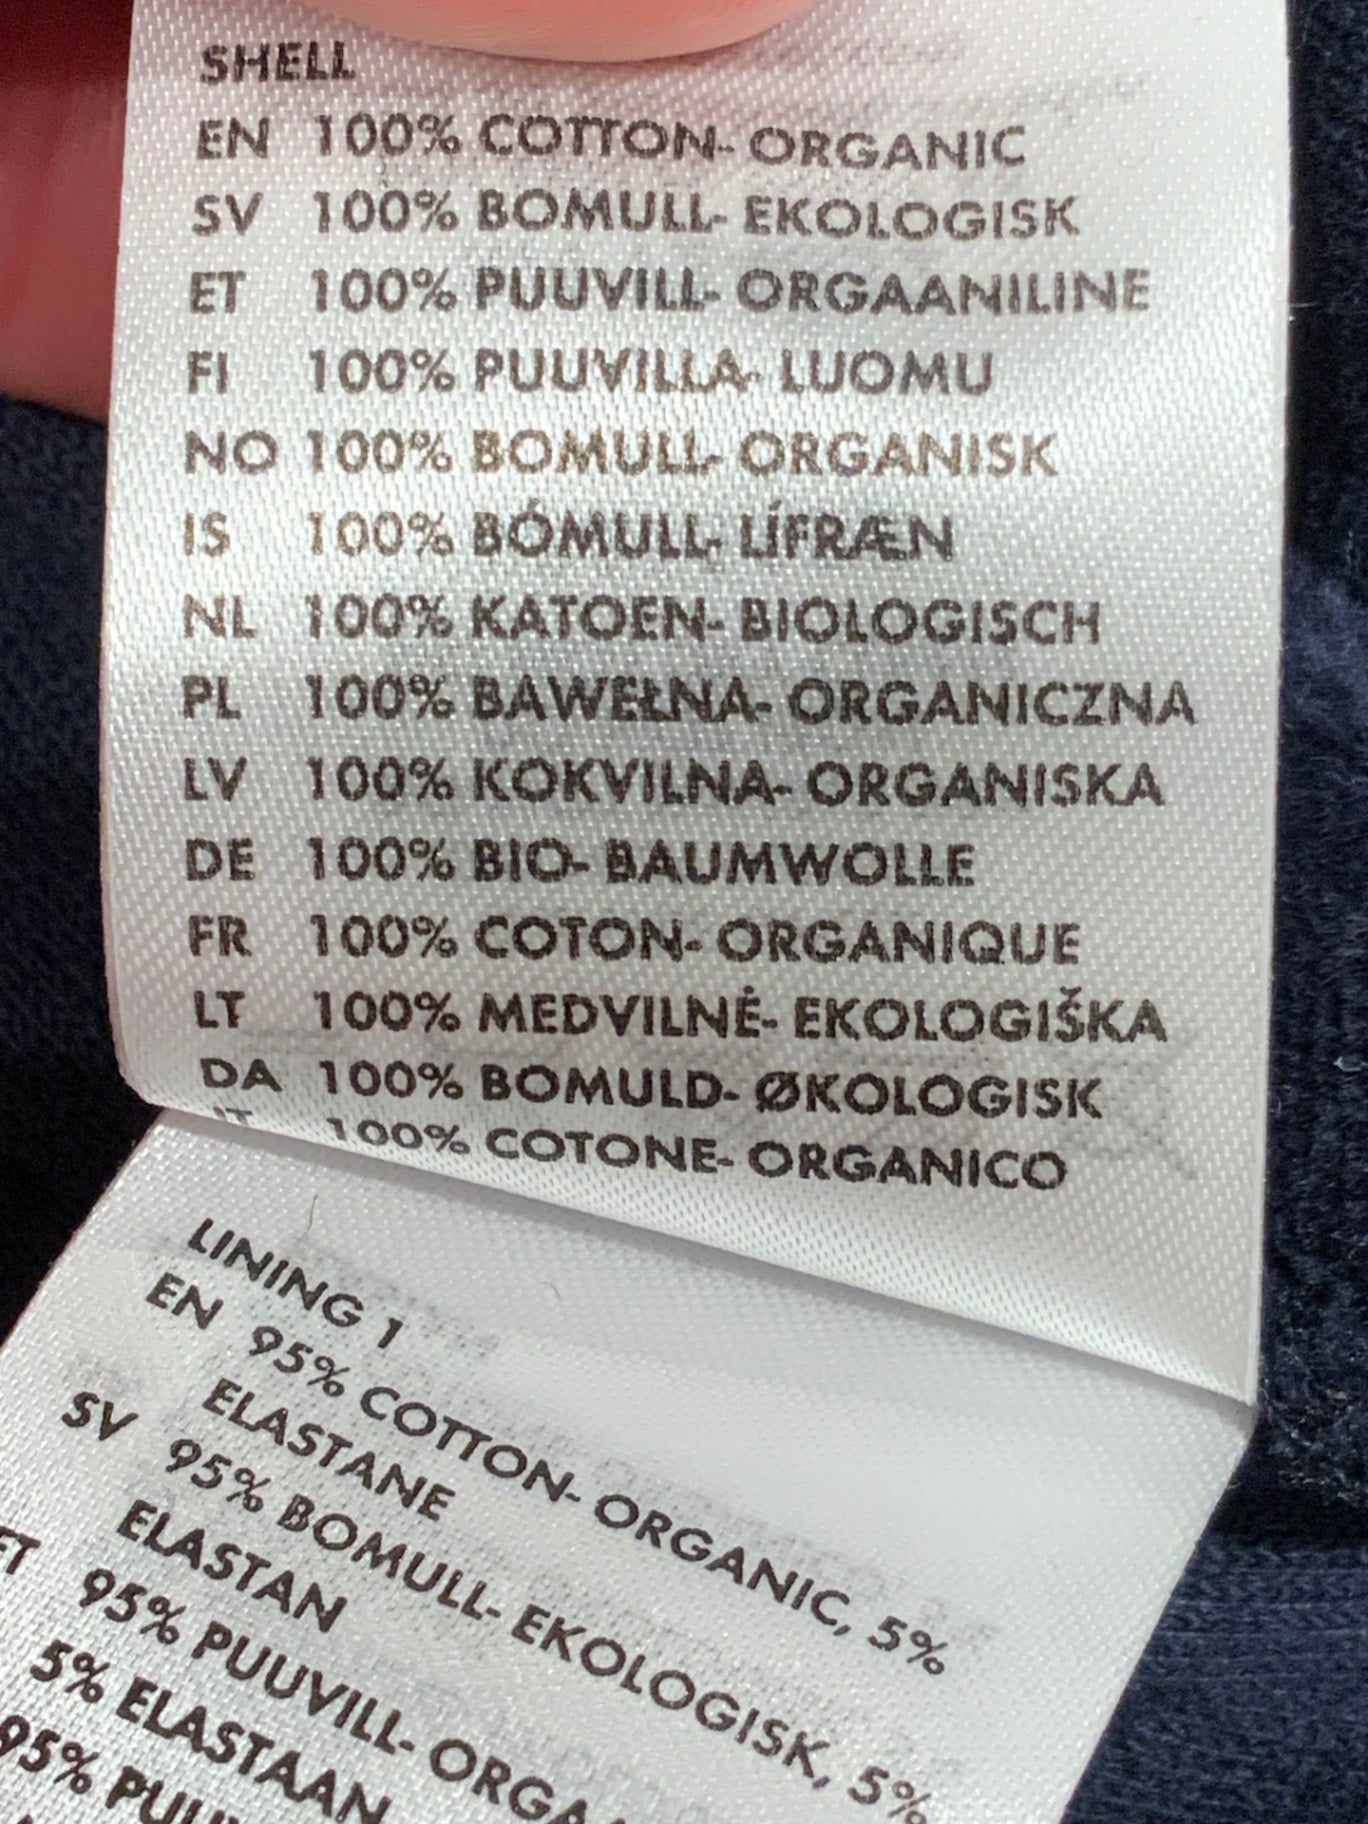 SHELL
EN 100% COTTON- ORGANIC
SV 100% BOMULL- EKOLOGISK
ET 100% PUUVILL- ORGAANILINE
FI 100% PUUVILLA- LUOMU
NO 100% BOMULL- ORGANISK
IS 100% BÓMULL- LÍFRÆN
NL 100% KATOEN- BIOLOGISCH
PL 100% BAWEŁNA- ORGANICZNA
LV 100% KOKVILNA- ORGANISKA
DE 100% BIO- BAUMWOLLE
FR 100% COTON- ORGANIQUE
LT 100% MEDVILNĖ- EKOLOGIŠKA
DA 100% BOMULD- ØKOLOGISK
IT 100% COTONE- ORGANICO
LINING 1
EN 95% COTTON- ORGANIC, 5%
ELASTANE
SV 95% BOMULL- EKOLOGISK, 5%
ELASTAN
ET 95% PUUVILL-
5% ELASTAAN
95%